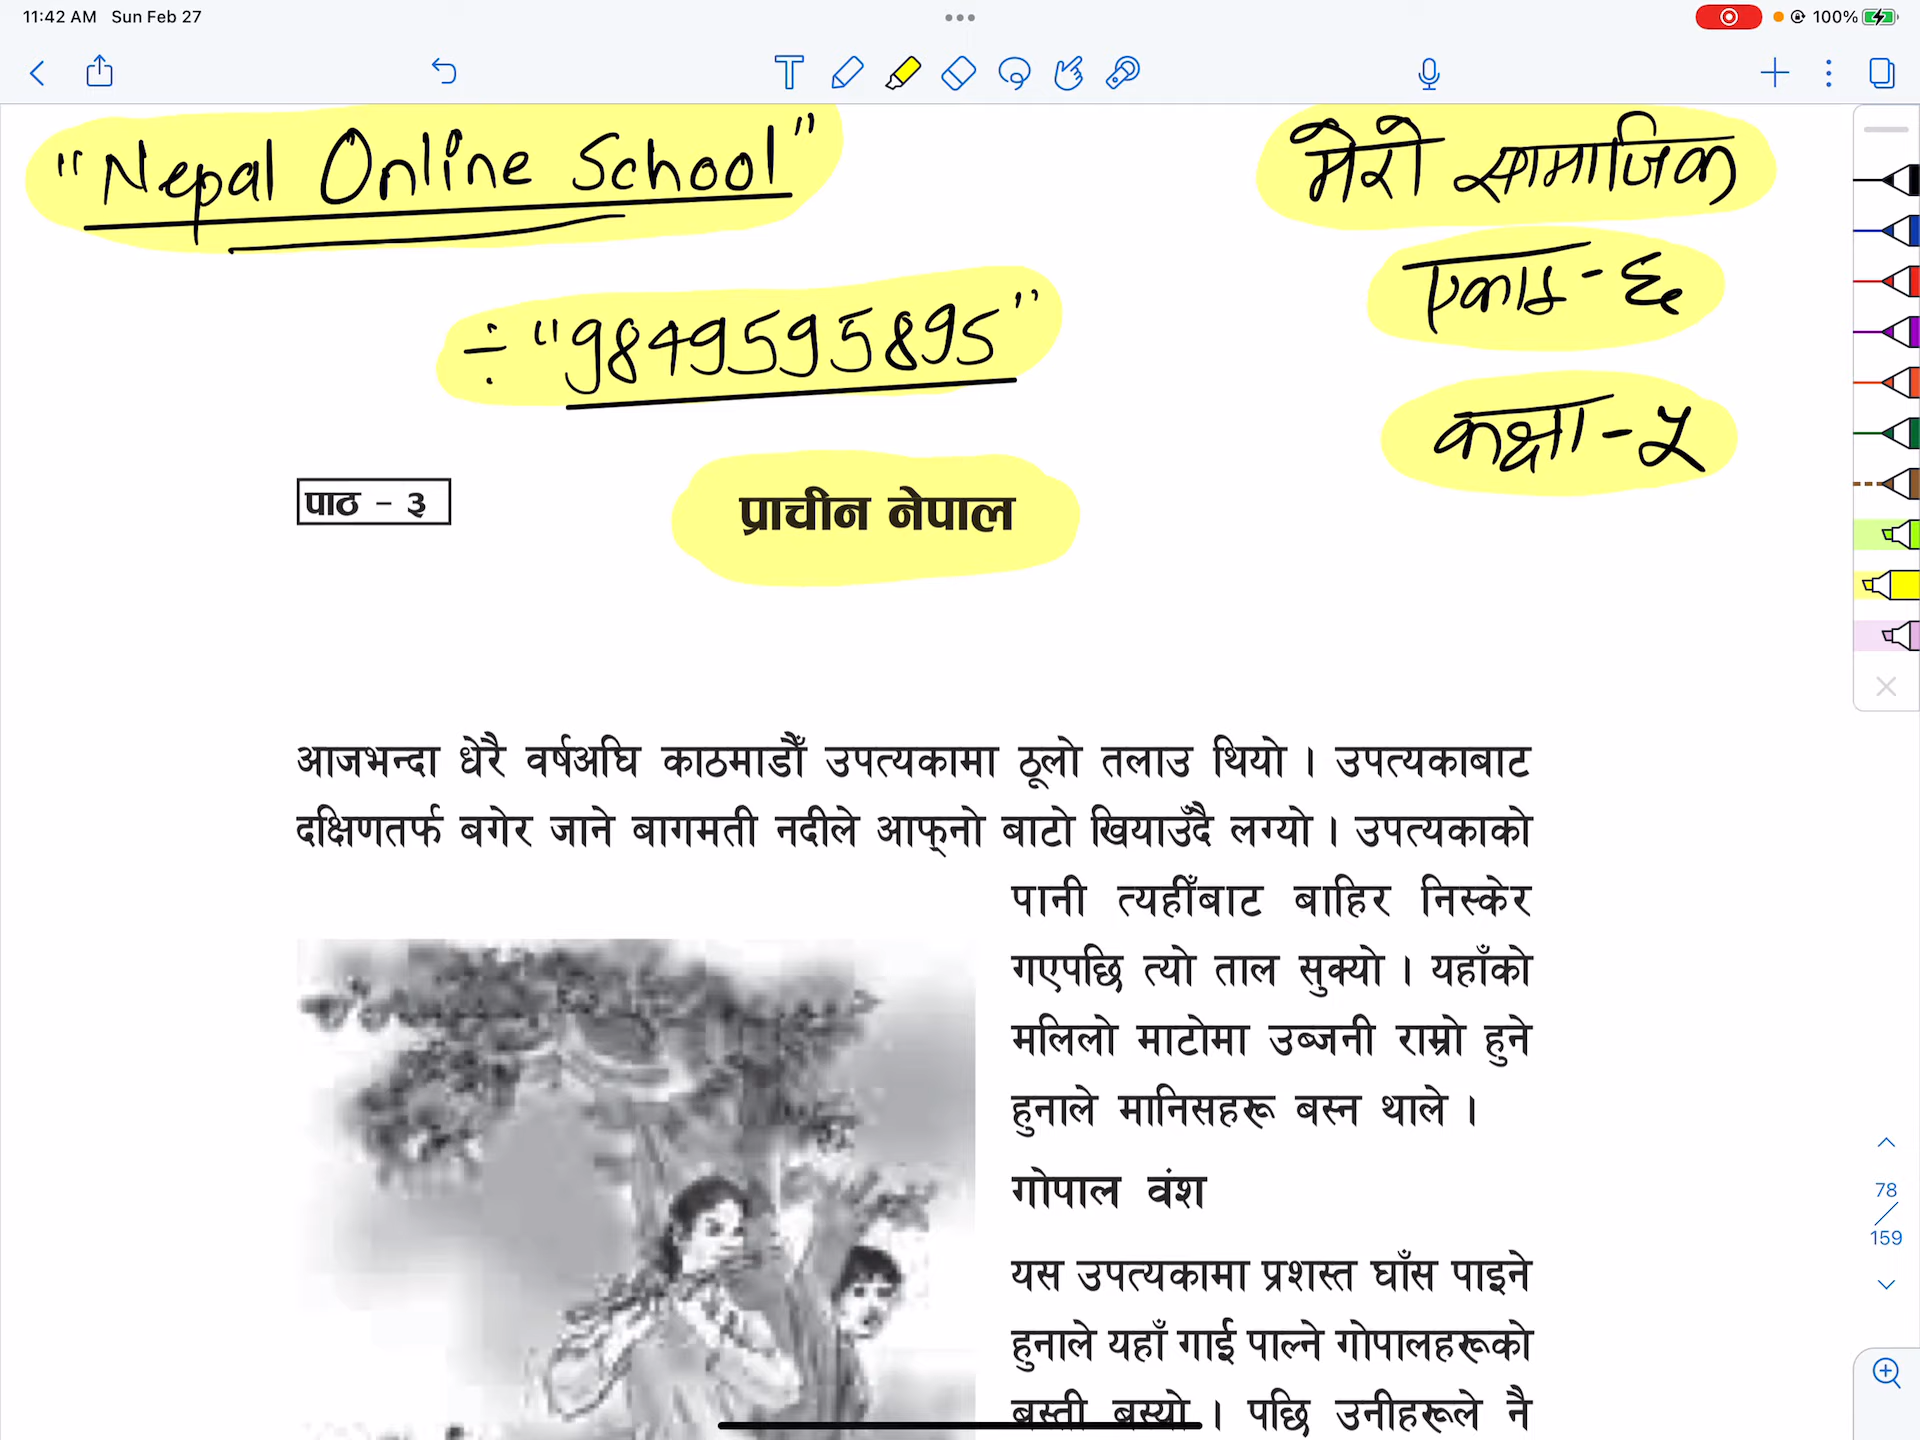 11:42 AM Sun Feb 27
100%
"Nepal Online School"
÷ "9849595895"
मेरो सामाजिक
एकाइ - ६
कक्षा - ५
पाठ - ३
प्राचीन नेपाल
आजभन्दा धेरै वर्षअघि काठमाडौँ उपत्यकामा ठूलो तलाउ थियो । उपत्यकाबाट
दक्षिणतर्फ बगेर जाने बागमती नदीले आफ्‌नो बाटो खियाउँदै लग्यो । उपत्यकाको
पानी त्यहीँबाट बाहिर निस्केर
गएपछि त्यो ताल सुक्यो । यहाँको
मलिलो माटोमा उब्जनी राम्रो हुने
हुनाले मानिसहरू बस्न थाले ।
गोपाल वंश
यस उपत्यकामा प्रशस्त घाँस पाइने
हुनाले यहाँ गाई पाल्ने गोपालहरूको
बस्ती बस्यो । पछि उनीहरूले नै
78
159